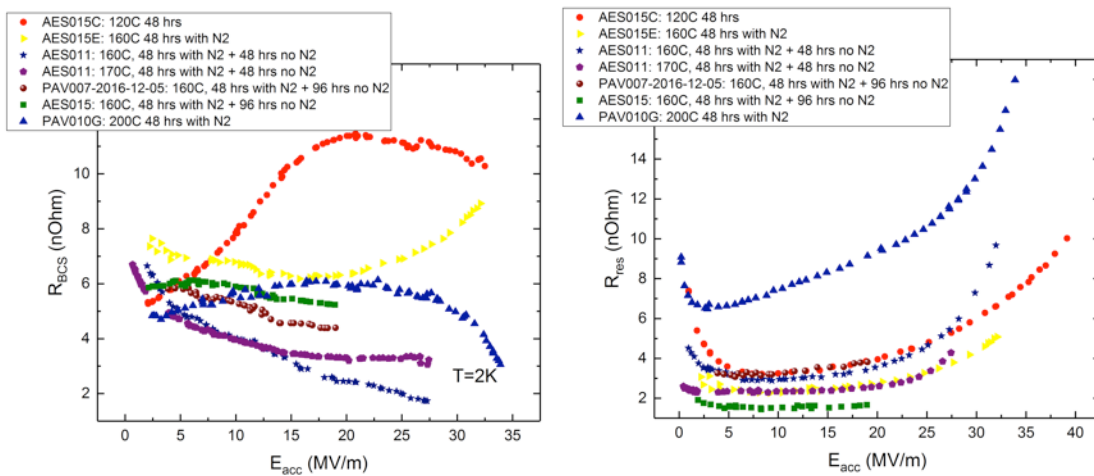 AES015C: 120C 48 hrs
AES015E: 160C 48 hrs with N2
AES011: 160C, 48 hrs with N2 + 48 hrs no N2
AES011: 170C, 48 hrs with N2 + 48 hrs no N2
PAV007-2016-12-05: 160C, 48 hrs with N2 + 96 hrs no N2
AES015: 160C, 48 hrs with N2 + 96 hrs no N2
PAV010G: 200C 48 hrs with N2
10
8
6
4
2
R_BCS (nOhm)
T=2K
0 5 10 15 20 25 30 35
E_acc (MV/m)
AES015C: 120C 48 hrs
AES015E: 160C 48 hrs with N2
AES011: 160C, 48 hrs with N2 + 48 hrs no N2
AES011: 170C, 48 hrs with N2 + 48 hrs no N2
PAV007-2016-12-05: 160C, 48 hrs with N2 + 96 hrs no N2
AES015: 160C, 48 hrs with N2 + 96 hrs no N2
PAV010G: 200C 48 hrs with N2
14
12
10
8
6
4
2
R_res (nOhm)
0 5 10 15 20 25 30 35 40
E_acc (MV/m)